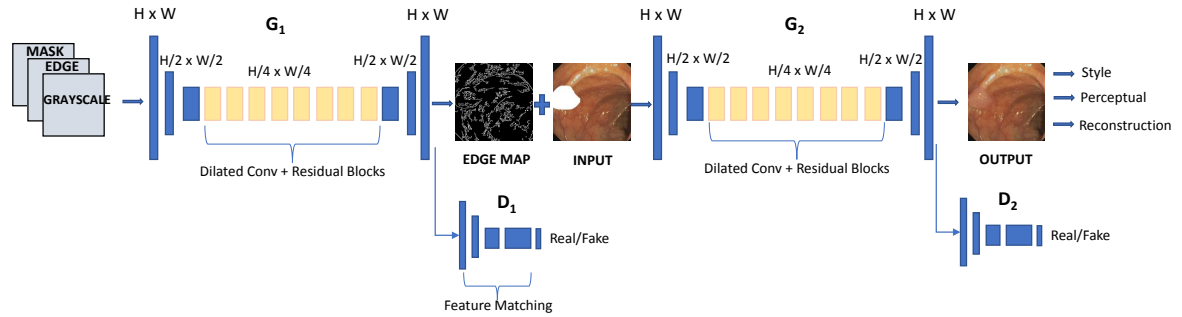 MASK
EDGE
GRAYSCALE
H x W
H/2 x W/2
G1
H/4 x W/4
H/2 x W/2
H x W
Dilated Conv + Residual Blocks
EDGE MAP
INPUT
D1
Real/Fake
Feature Matching
H x W
H/2 x W/2
G2
H/4 x W/4
H/2 x W/2
H x W
Dilated Conv + Residual Blocks
OUTPUT
Style
Perceptual
Reconstruction
D2
Real/Fake